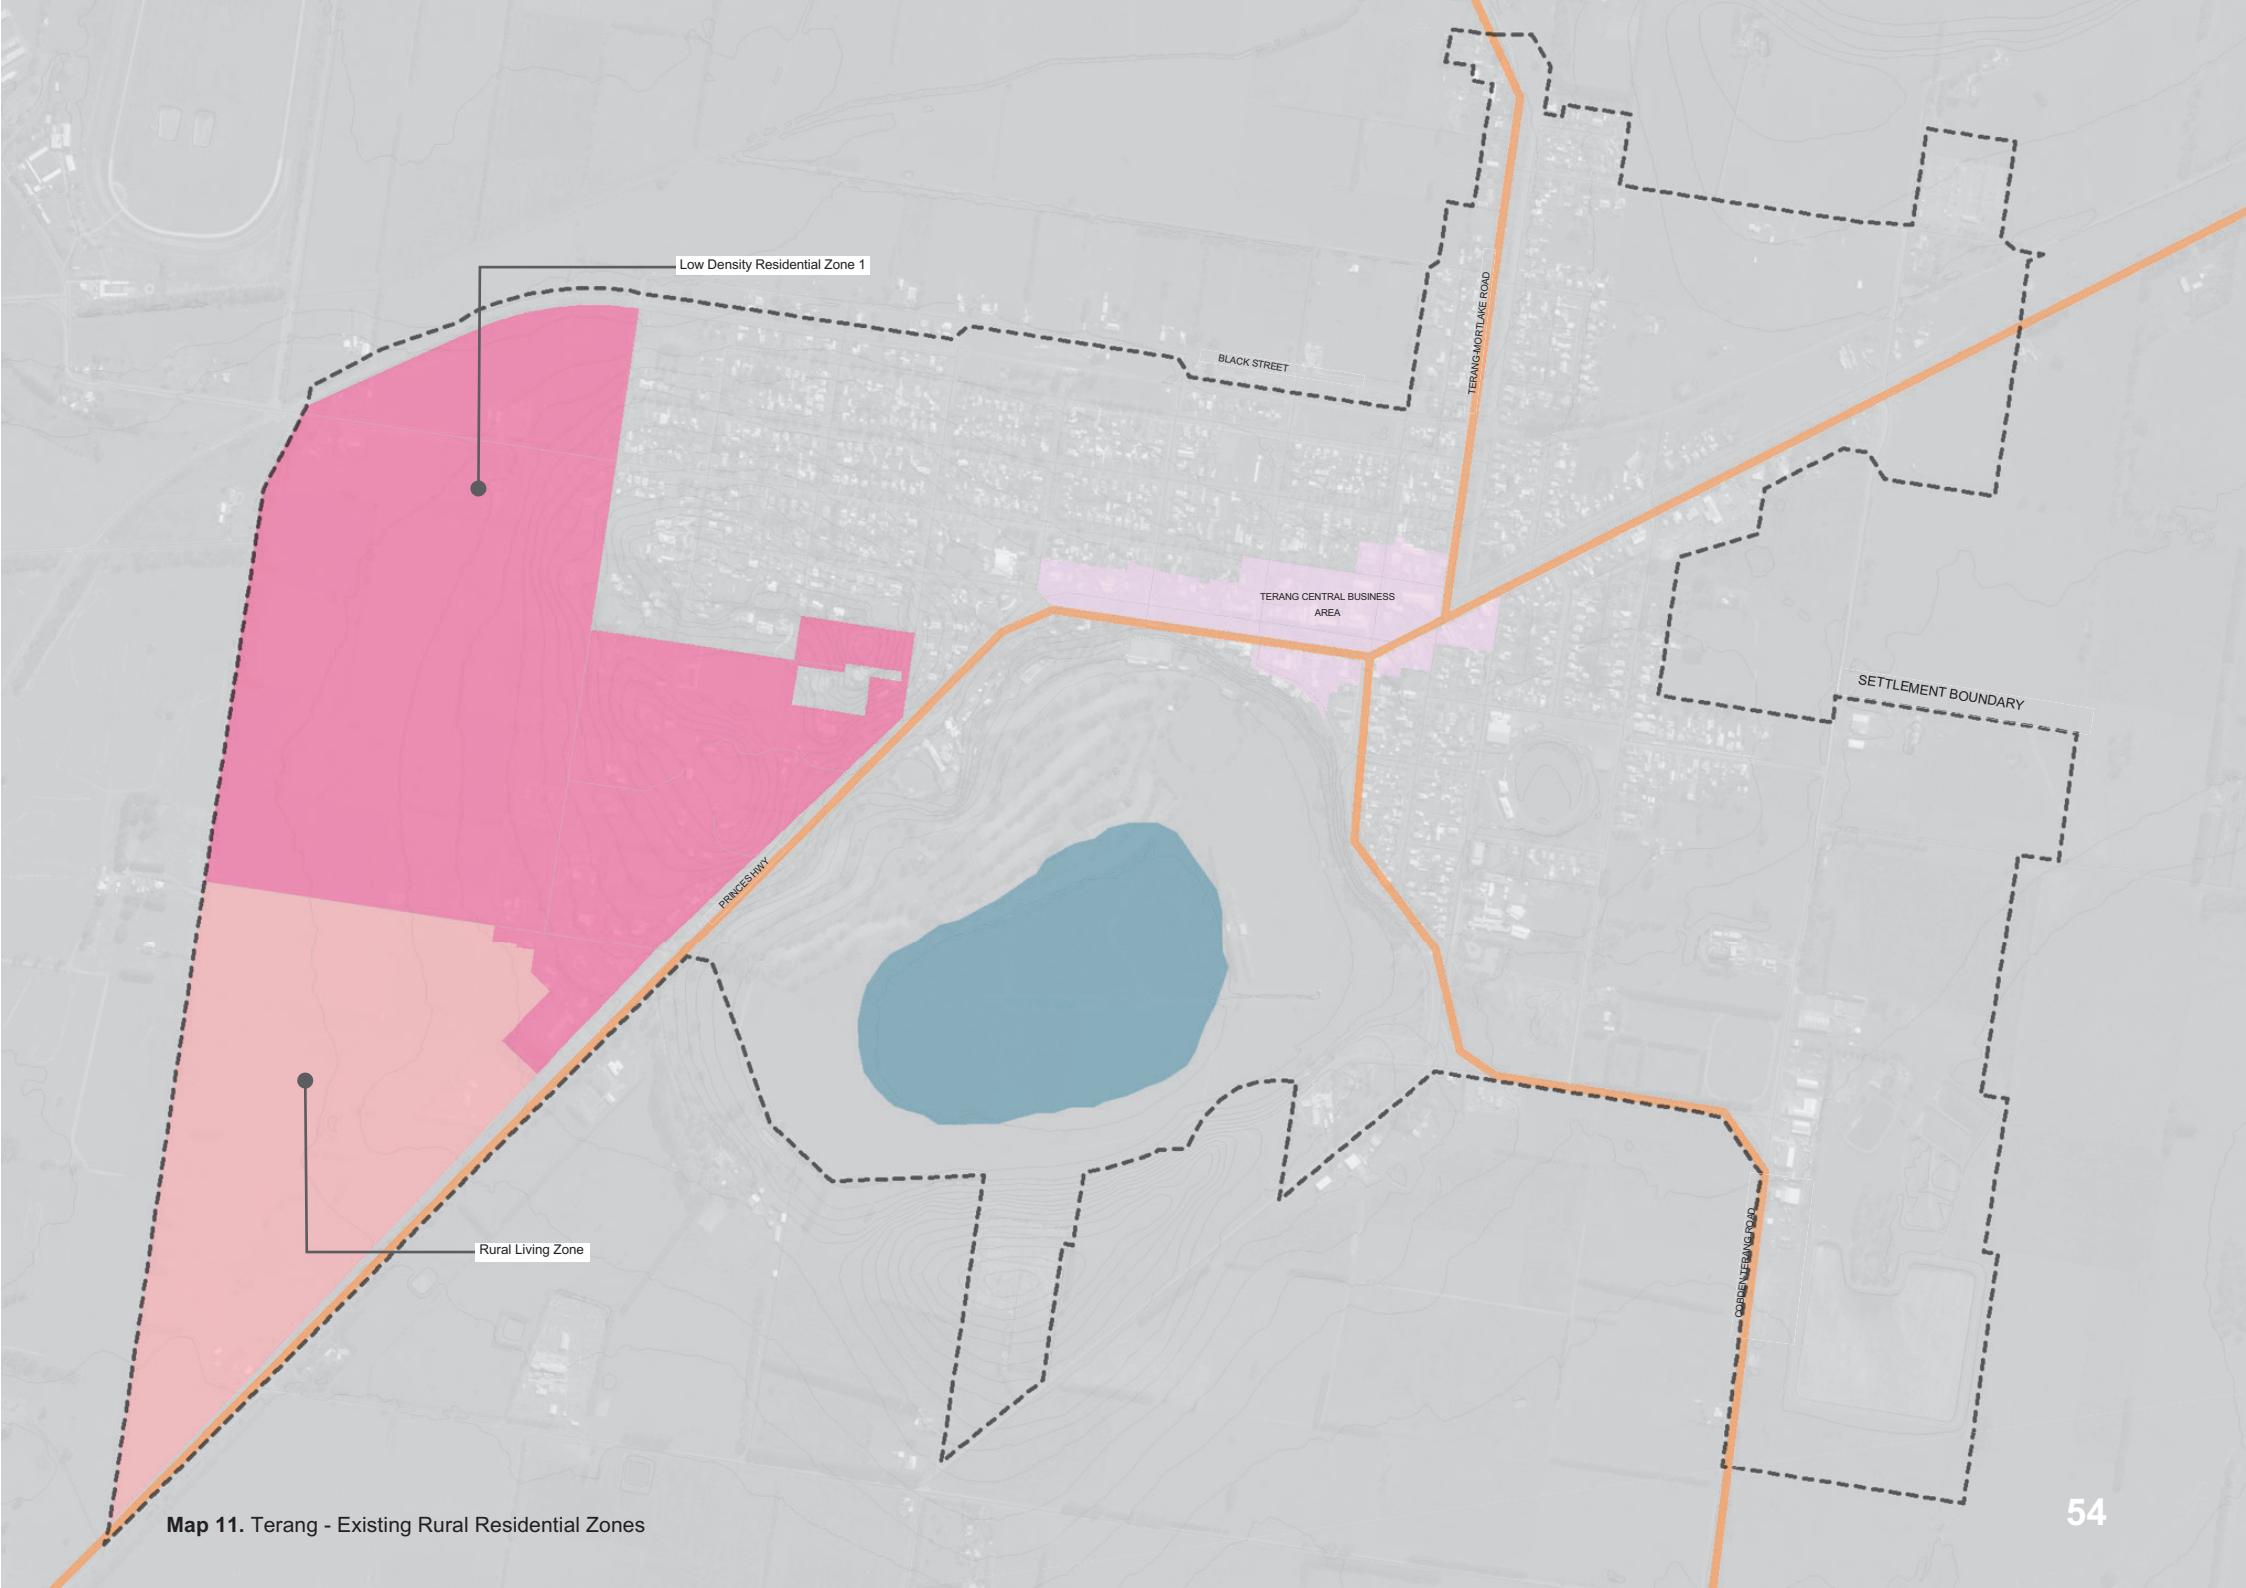 Low Density Residential Zone 1
TERANG-MORTLAKE ROAD
BLACK STREET
TERANG CENTRAL BUSINESS
AREA
SETTLEMENT BOUNDARY
PRINCES HWY
COBDEN-TERANG ROAD
Rural Living Zone
Map 11. Terang - Existing Rural Residential Zones
54